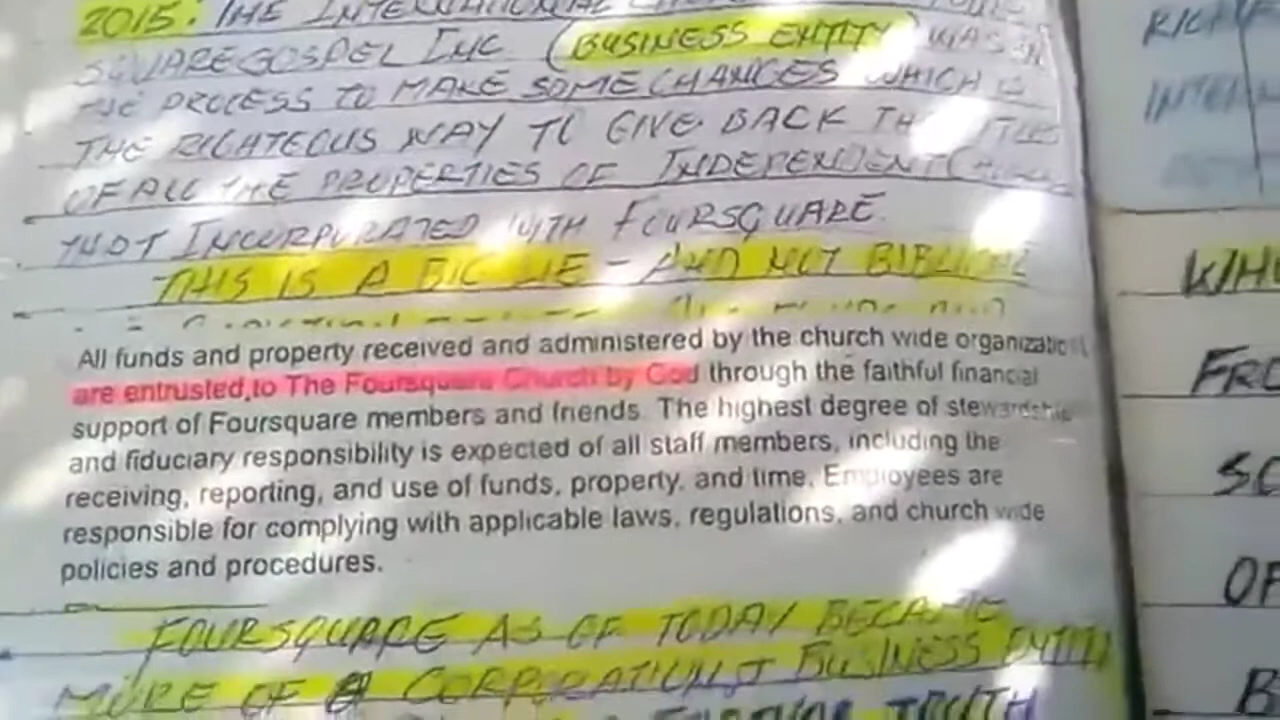 2015: THE INTERNATIONAL
SQUAREGOSPEL INC (BUSINESS ENTITY) WAS IN
THE PROCESS TO MAKE SOME CHANGES WHICH IS
THE RIGHTEOUS WAY TO GIVE BACK THE TITLES
OF ALL THE PROPERTIES OF INDEPENDENT
NOT INCORPORATED WITH FOURSQUARE.
THIS IS A BIG LIE - AND NOT BIBLICAL
All funds and property received and administered by the church wide organization
are entrusted to The Foursquare Church by God through the faithful financial
support of Foursquare members and friends. The highest degree of stewardship
and fiduciary responsibility is expected of all staff members, including the
receiving, reporting, and use of funds, property, and time. Employees are
responsible for complying with applicable laws, regulations, and church wide
policies and procedures.
FOURSQUARE AS OF TODAY BECAME
MORE OF A CORPORATION & BUSINESS ENTITY
TRUTH
WH
FRO
SC
OF
B